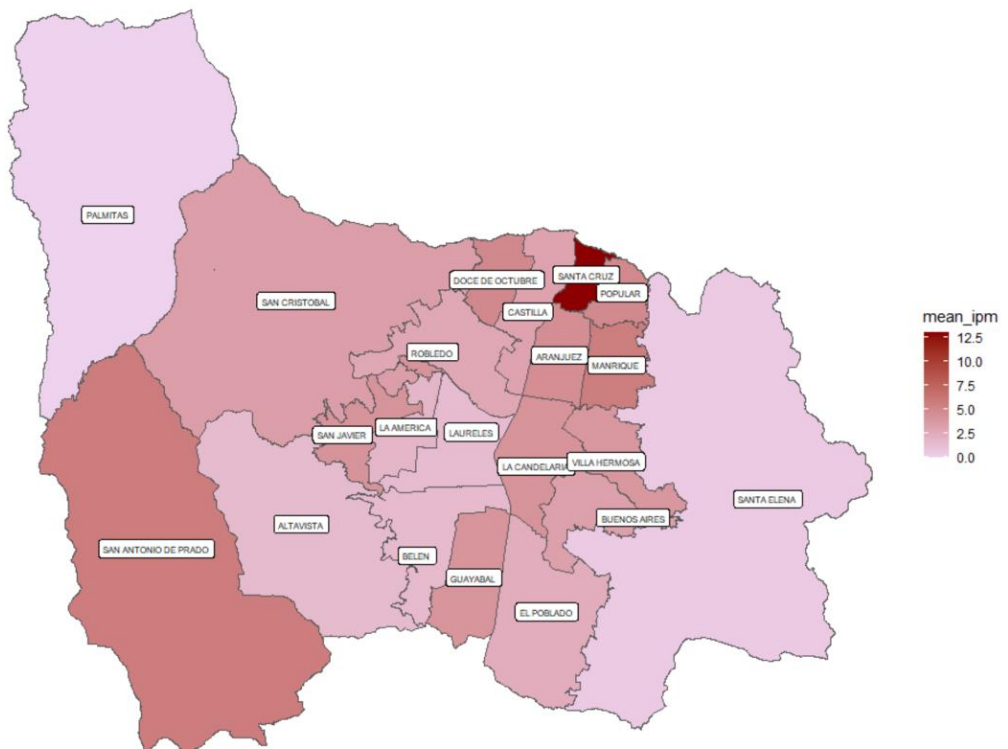 PALMITAS
DOCE DE OCTUBRE
SANTA CRUZ
POPULAR
SAN CRISTOBAL
CASTILLA
ROBLEDO
ARANJUEZ
MANRIQUE
SAN JAVIER
LA AMERICA
LAURELES
LA CANDELARIA
VILLA HERMOSA
SANTA ELENA
ALTAVISTA
BUENOS AIRES
SAN ANTONIO DE PRADO
BELEN
GUAYABAL
EL POBLADO
mean_ipm
12.5
10.0
7.5
5.0
2.5
0.0